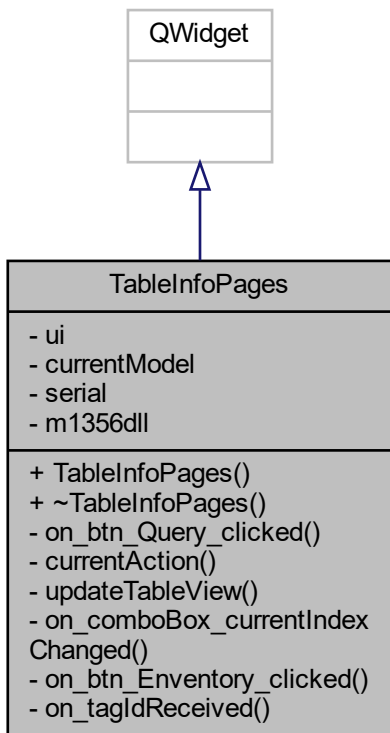 QWidget
TableInfoPages
- ui
- currentModel
- serial
- m1356dll
+ TableInfoPages()
+ ~TableInfoPages()
- on_btn_Query_clicked()
- currentAction()
- updateTableView()
- on_comboBox_currentIndex
Changed()
- on_btn_Enventory_clicked()
- on_tagIdReceived()